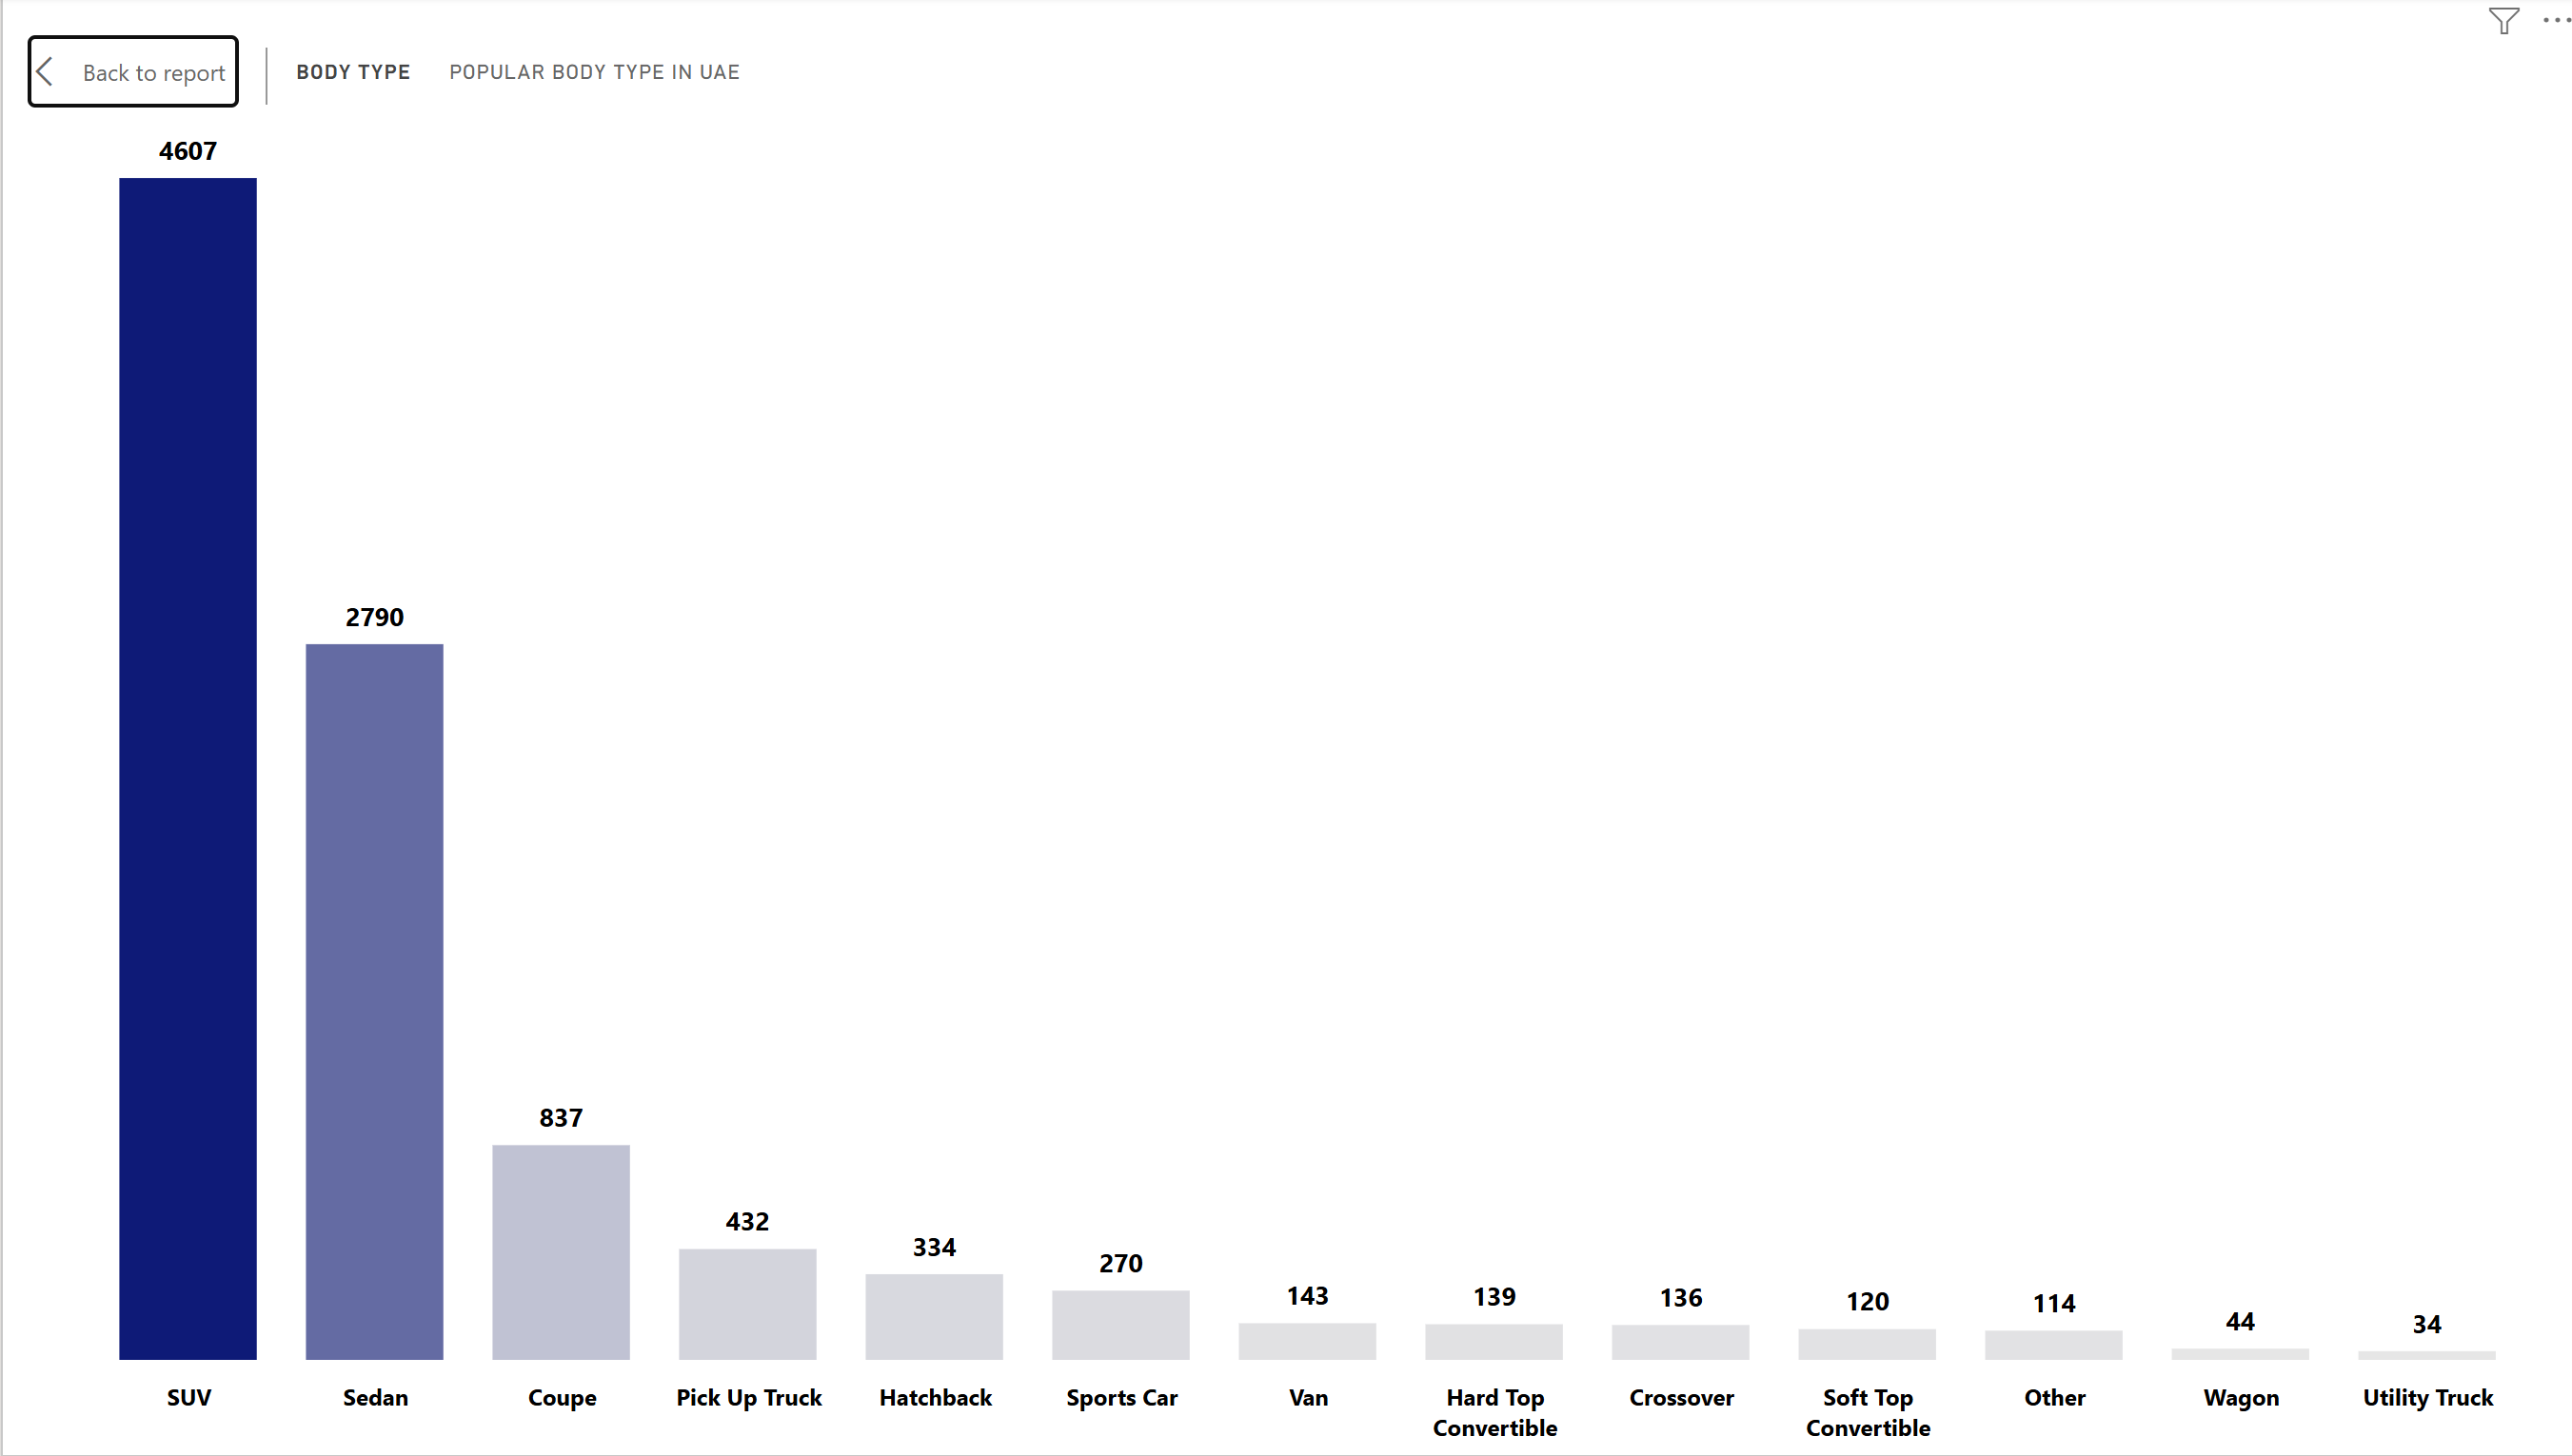 Back to report
BODY TYPE POPULAR BODY TYPE IN UAE
4607
2790
837
432
334
270
143
139
136
120
114
44
34
SUV
Sedan
Coupe
Pick Up Truck
Hatchback
Sports Car
Van
Hard Top
Convertible
Crossover
Soft Top
Convertible
Other
Wagon
Utility Truck